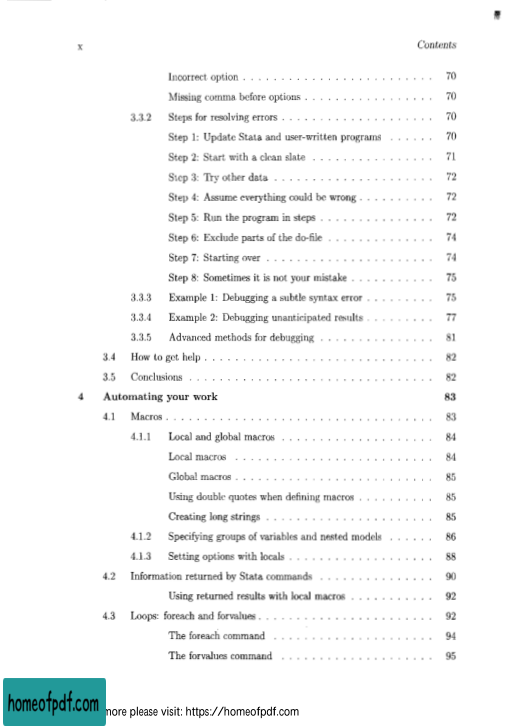 x Contents
Incorrect option . . . . . . . . . . . . . . . . . . . . . . . . . 70
Missing comma before options . . . . . . . . . . . . . . . . . 70
3.3.2 Steps for resolving errors . . . . . . . . . . . . . . . . . . . . 70
Step 1: Update Stata and user-written programs . . . . . . 70
Step 2: Start with a clean slate . . . . . . . . . . . . . . . . 71
Step 3: Try other data . . . . . . . . . . . . . . . . . . . . . 72
Step 4: Assume everything could be wrong . . . . . . . . . . 72
Step 5: Run the program in steps . . . . . . . . . . . . . . . 72
Step 6: Exclude parts of the do-file . . . . . . . . . . . . . . 74
Step 7: Starting over . . . . . . . . . . . . . . . . . . . . . . 74
Step 8: Sometimes it is not your mistake . . . . . . . . . . . 75
3.3.3 Example 1: Debugging a subtle syntax error . . . . . . . . . 75
3.3.4 Example 2: Debugging unanticipated results . . . . . . . . . 77
3.3.5 Advanced methods for debugging . . . . . . . . . . . . . . . 81
3.4 How to get help . . . . . . . . . . . . . . . . . . . . . . . . . . . . . . 82
3.5 Conclusions . . . . . . . . . . . . . . . . . . . . . . . . . . . . . . . . 82
4 Automating your work 83
4.1 Macros . . . . . . . . . . . . . . . . . . . . . . . . . . . . . . . . . . . 83
4.1.1 Local and global macros . . . . . . . . . . . . . . . . . . . . 84
Local macros . . . . . . . . . . . . . . . . . . . . . . . . . . 84
Global macros . . . . . . . . . . . . . . . . . . . . . . . . . . 85
Using double quotes when defining macros . . . . . . . . . . 85
Creating long strings . . . . . . . . . . . . . . . . . . . . . . 85
4.1.2 Specifying groups of variables and nested models . . . . . . 86
4.1.3 Setting options with locals . . . . . . . . . . . . . . . . . . . 88
4.2 Information returned by Stata commands . . . . . . . . . . . . . . . 90
Using returned results with local macros . . . . . . . . . . . 92
4.3 Loops: foreach and forvalues . . . . . . . . . . . . . . . . . . . . . . . 92
The foreach command . . . . . . . . . . . . . . . . . . . . . 94
The forvalues command . . . . . . . . . . . . . . . . . . . . 95
homeofpdf.com more please visit: https://homeofpdf.com